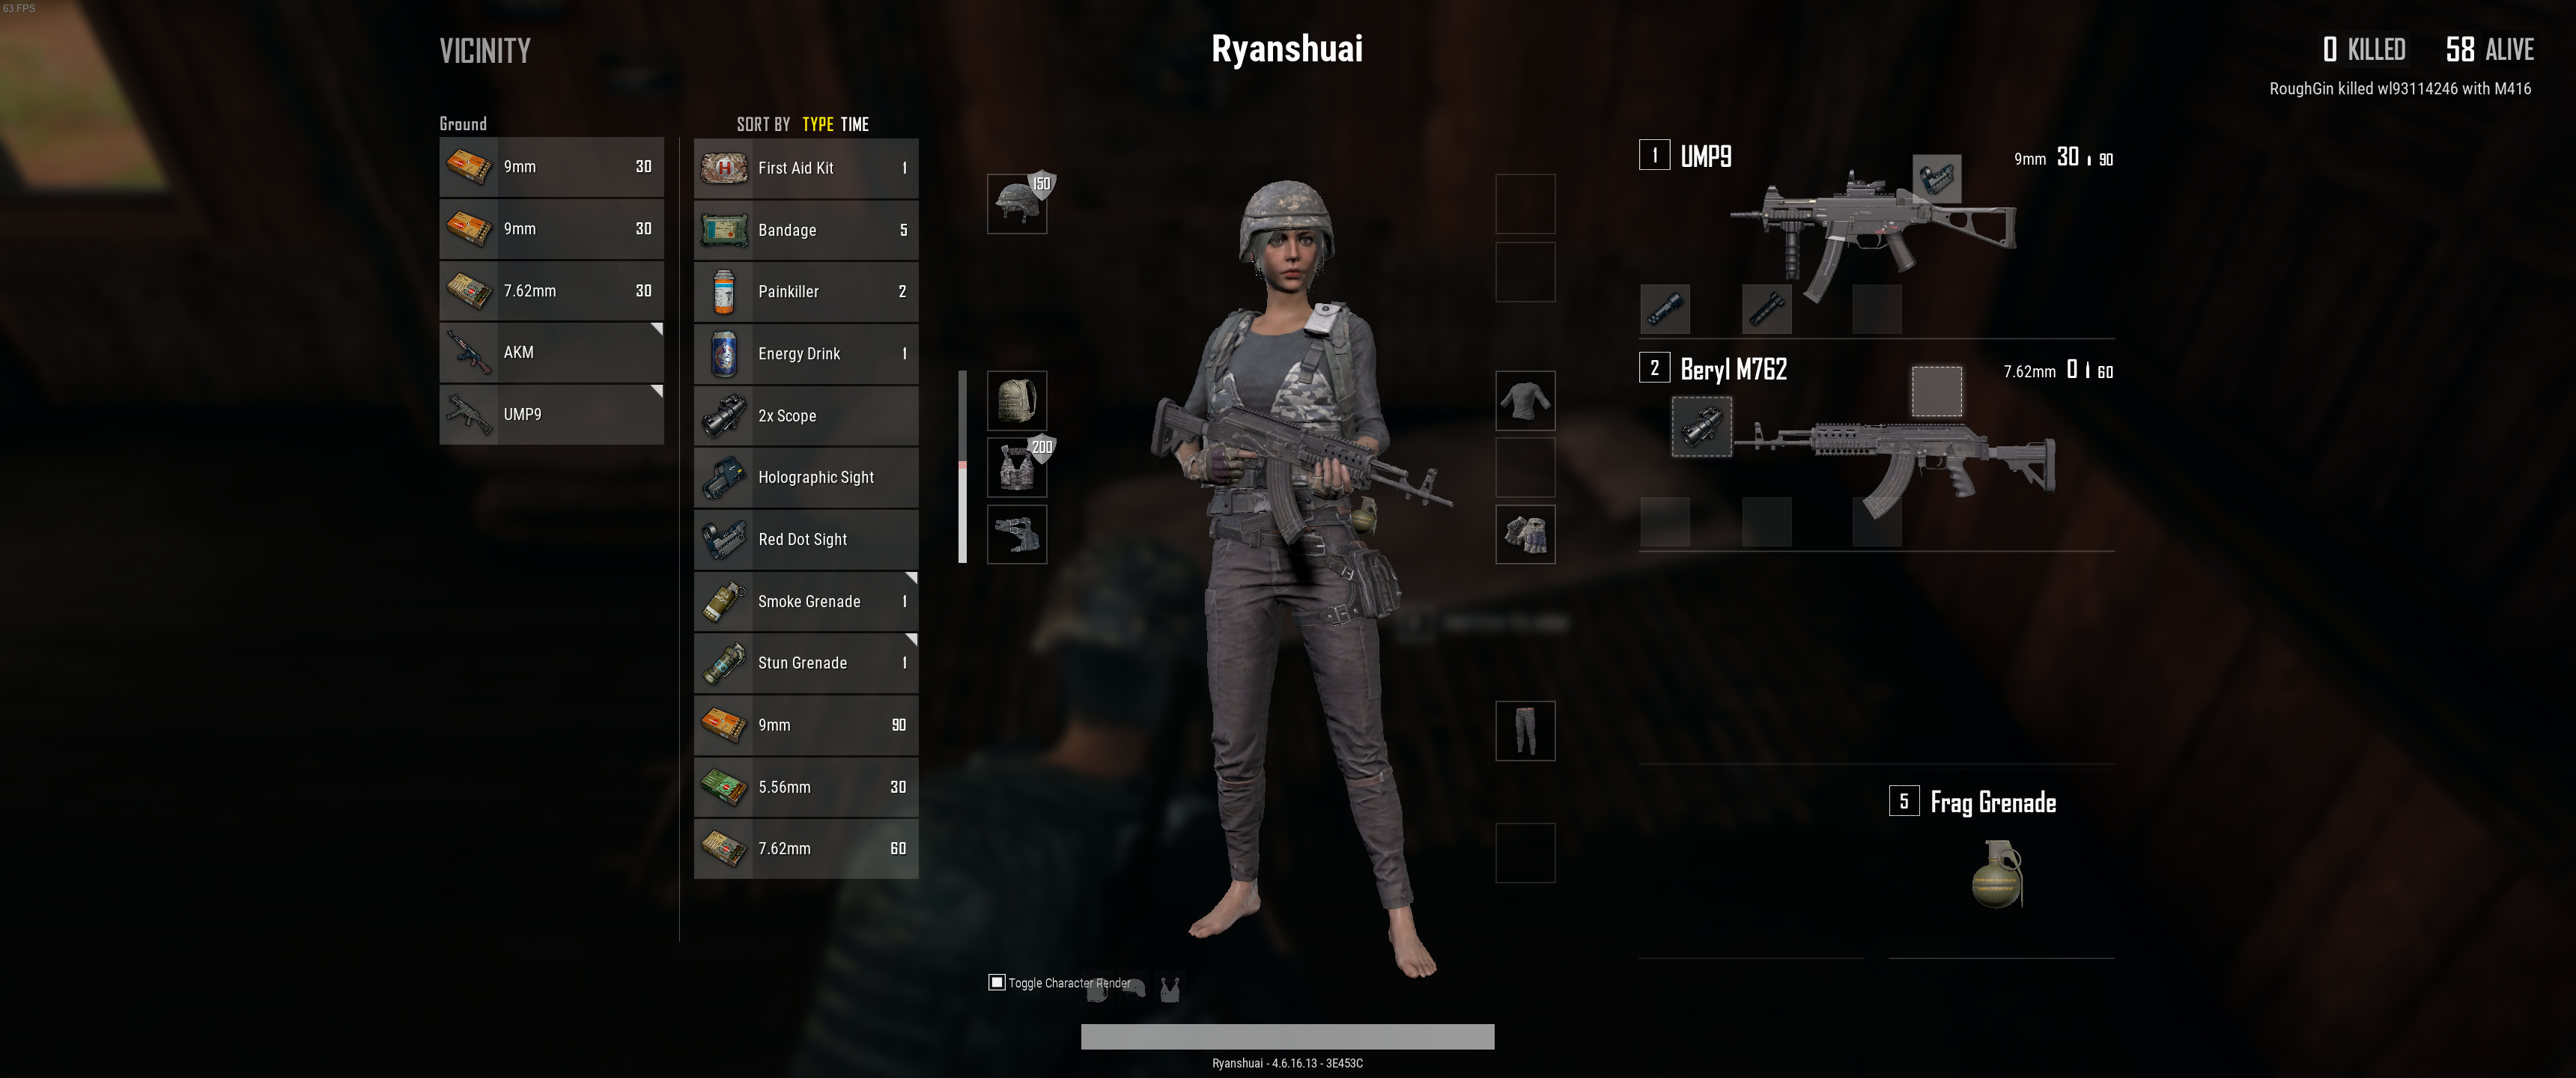 63 FPS
VICINITY
Ryanshuai
0 KILLED 58 ALIVE
RoughGin killed wl93114246 with M416
Ground
9mm 30
9mm 30
7.62mm 30
AKM
UMP9
SORT BY TYPE TIME
First Aid Kit 1
Bandage 5
Painkiller 2
Energy Drink 1
2x Scope
Holographic Sight
Red Dot Sight
Smoke Grenade 1
Stun Grenade 1
9mm 90
5.56mm 30
7.62mm 60
150
200
1 UMP9 9mm 30 90
2 Beryl M762 7.62mm 0 60
5 Frag Grenade
Toggle Character Render
Ryanshuai - 4.6.16.13 - 3E453C